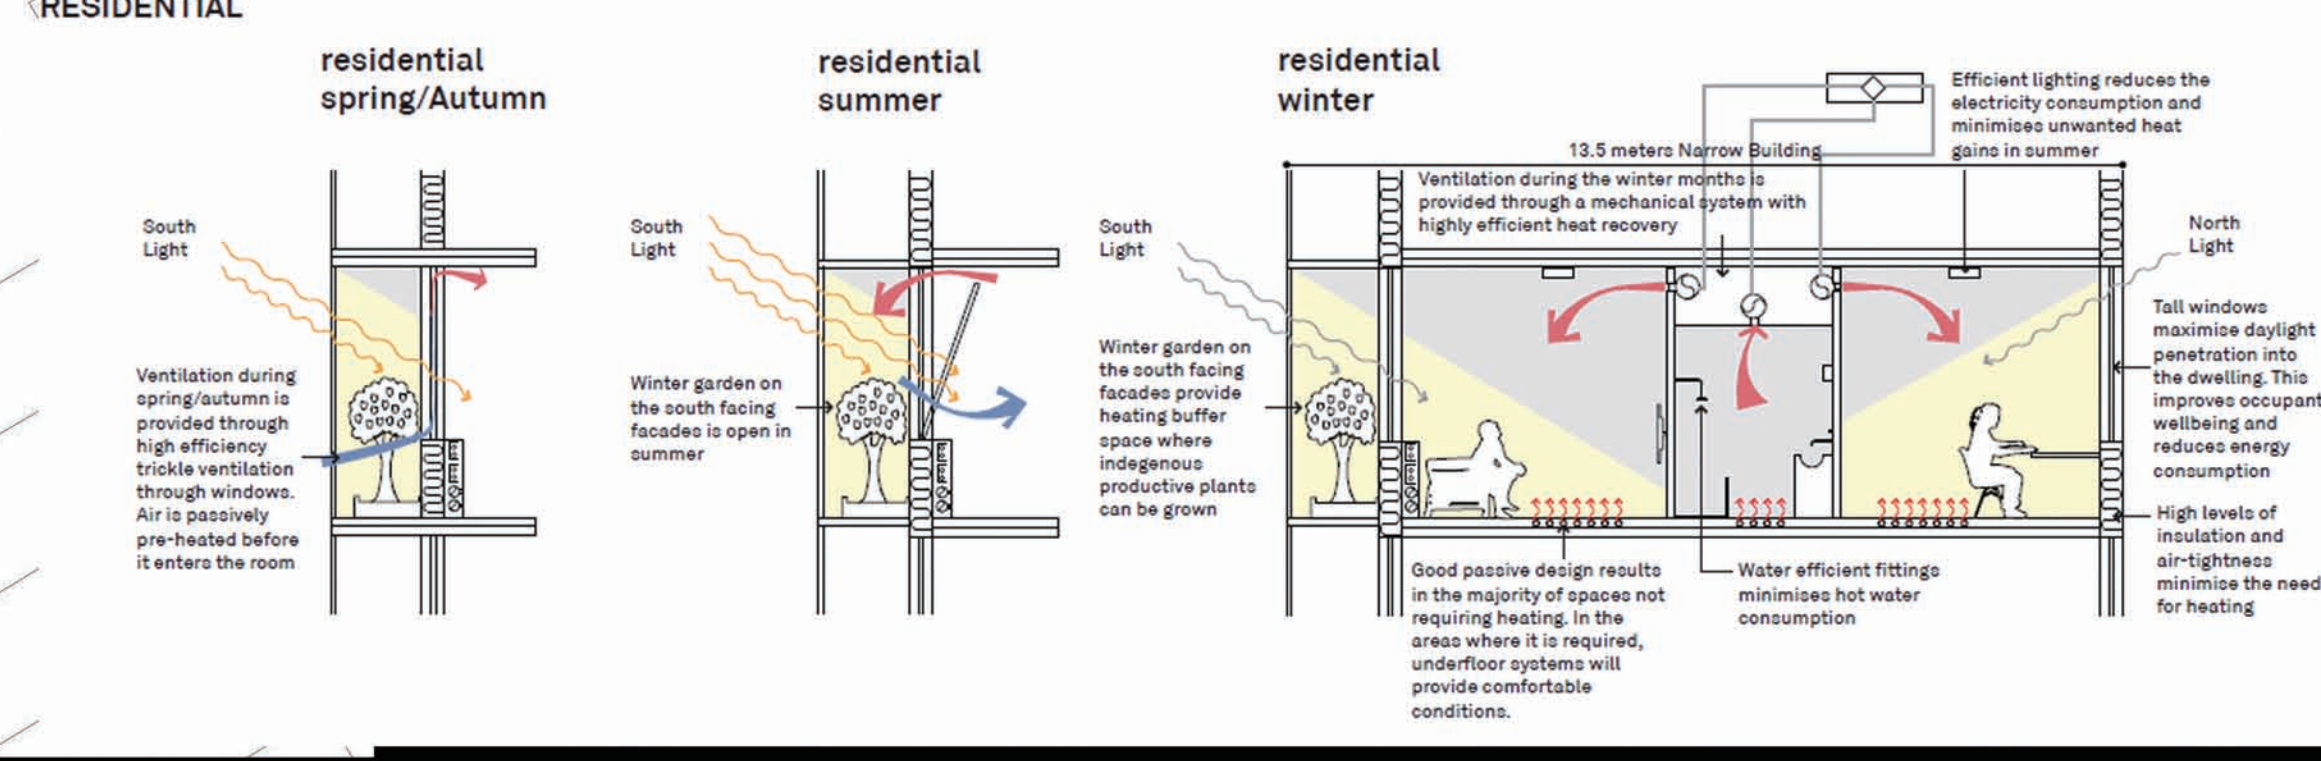 RESIDENTIAL
residential
spring/Autumn
South
Light
Ventilation during
spring/autumn is
provided through
high efficiency
trickle ventilation
through windows.
Air is passively
pre-heated before
it enters the room
residential
summer
South
Light
Winter garden on
the south facing
facades is open in
summer
residential
winter
South
Light
Winter garden on
the south facing
facades provide
heating buffer
space where
indegenous
productive plants
can be grown
13.5 meters Narrow Building
Ventilation during the winter months is
provided through a mechanical system with
highly efficient heat recovery
Efficient lighting reduces the
electricity consumption and
minimises unwanted heat
gains in summer
North
Light
Tall windows
maximise daylight
penetration into
the dwelling. This
improves occupant
wellbeing and
reduces energy
consumption
High levels of
insulation and
air-tightness
minimise the need
for heating
Good passive design results
in the majority of spaces not
requiring heating. In the
areas where it is required,
underfloor systems will
provide comfortable
conditions.
Water efficient fittings
minimises hot water
consumption